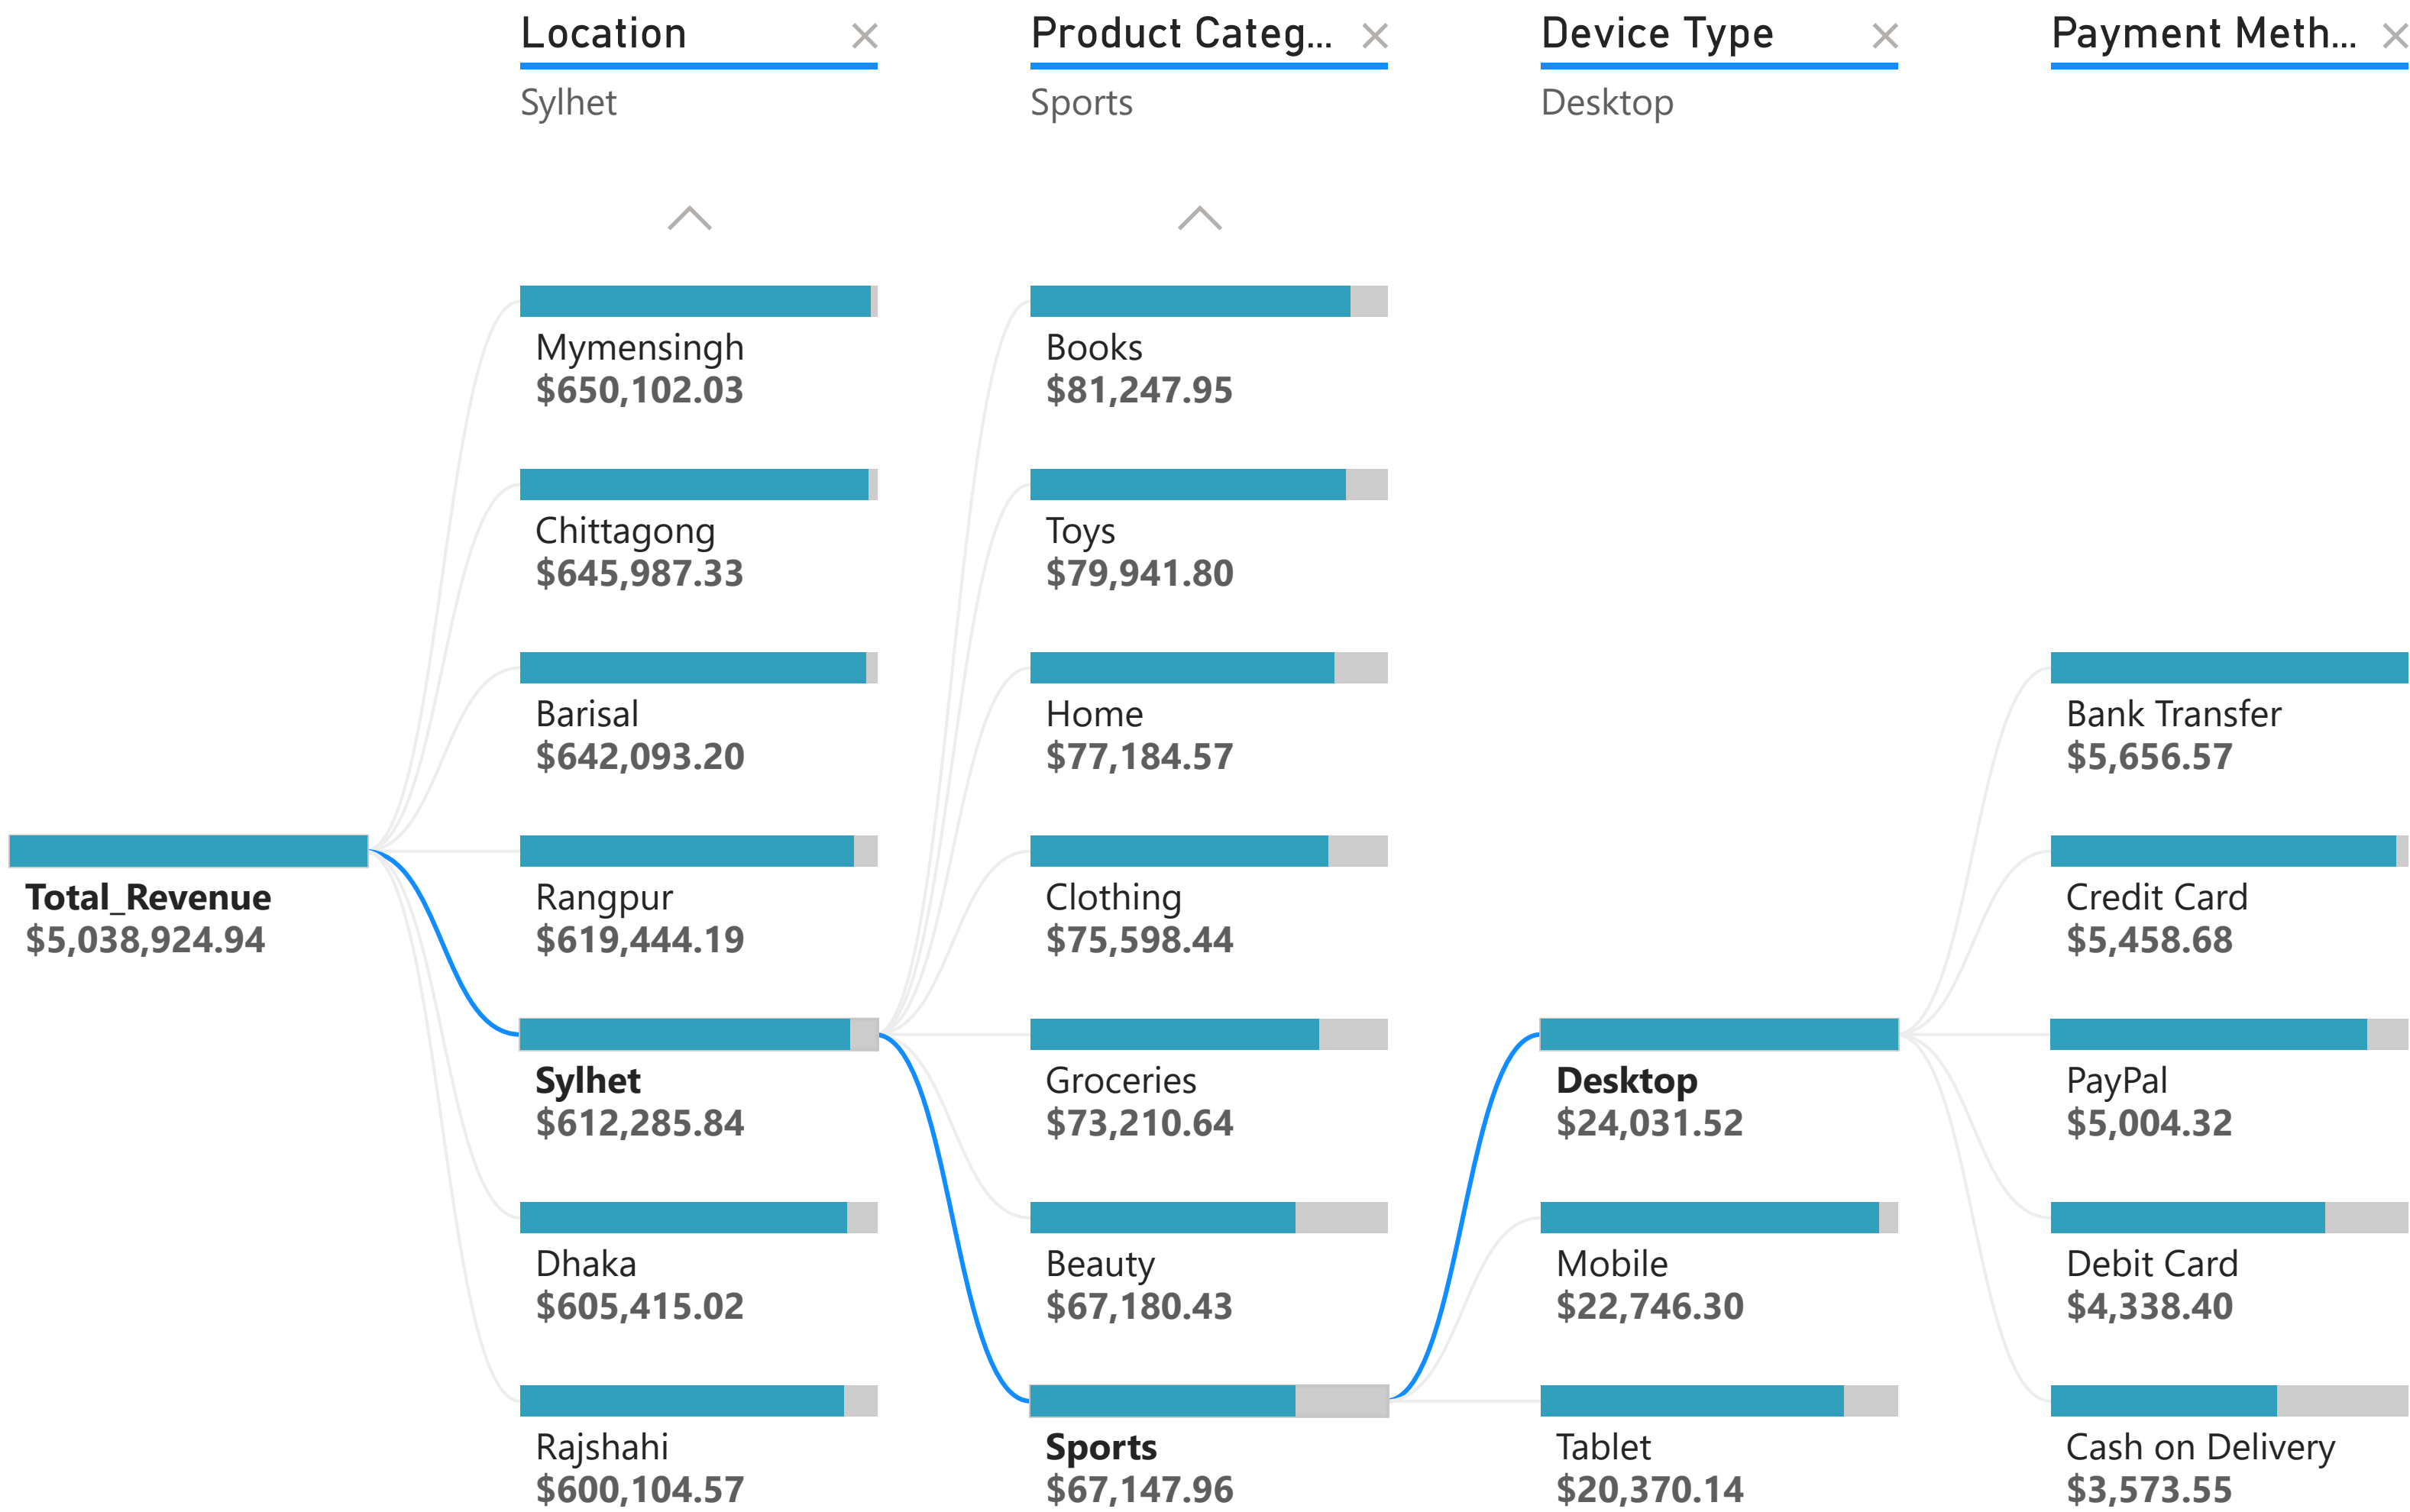 Location
Sylhet
Product Categ...
Sports
Device Type
Desktop
Payment Meth...
Total_Revenue
$5,038,924.94
Mymensingh
$650,102.03
Chittagong
$645,987.33
Barisal
$642,093.20
Rangpur
$619,444.19
Sylhet
$612,285.84
Dhaka
$605,415.02
Rajshahi
$600,104.57
Books
$81,247.95
Toys
$79,941.80
Home
$77,184.57
Clothing
$75,598.44
Groceries
$73,210.64
Beauty
$67,180.43
Sports
$67,147.96
Desktop
$24,031.52
Mobile
$22,746.30
Tablet
$20,370.14
Bank Transfer
$5,656.57
Credit Card
$5,458.68
PayPal
$5,004.32
Debit Card
$4,338.40
Cash on Delivery
$3,573.55